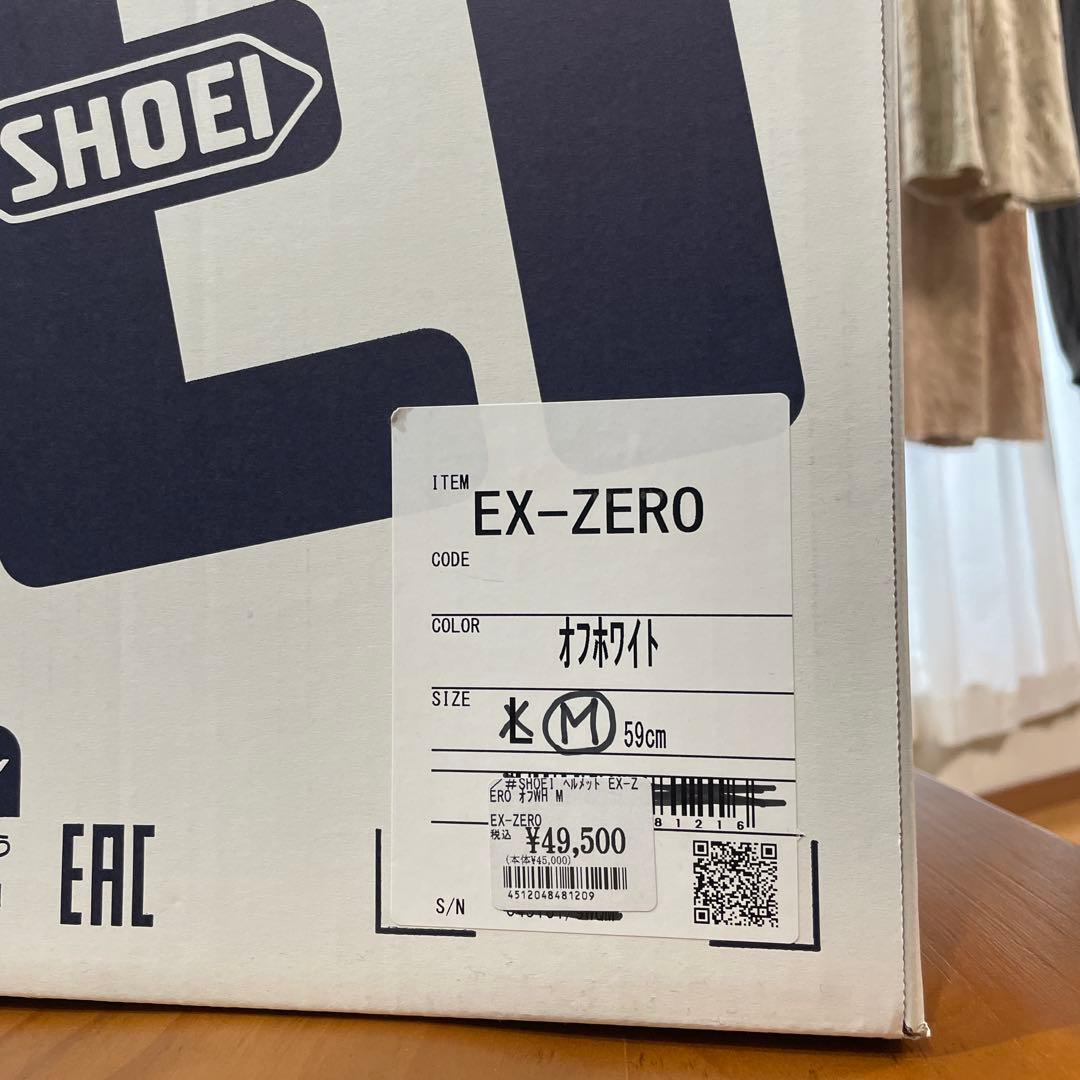 SHOEI
ITEM
EX-ZERO
CODE
COLOR
オフホワイト
SIZE
L M 59cm
／#SHOEI ヘルメット EX-Z
ERO オフWH M
EX-ZERO
税込 ¥49,500
(本体¥45,000)
4512048481209
81216
S/N
EAC
う